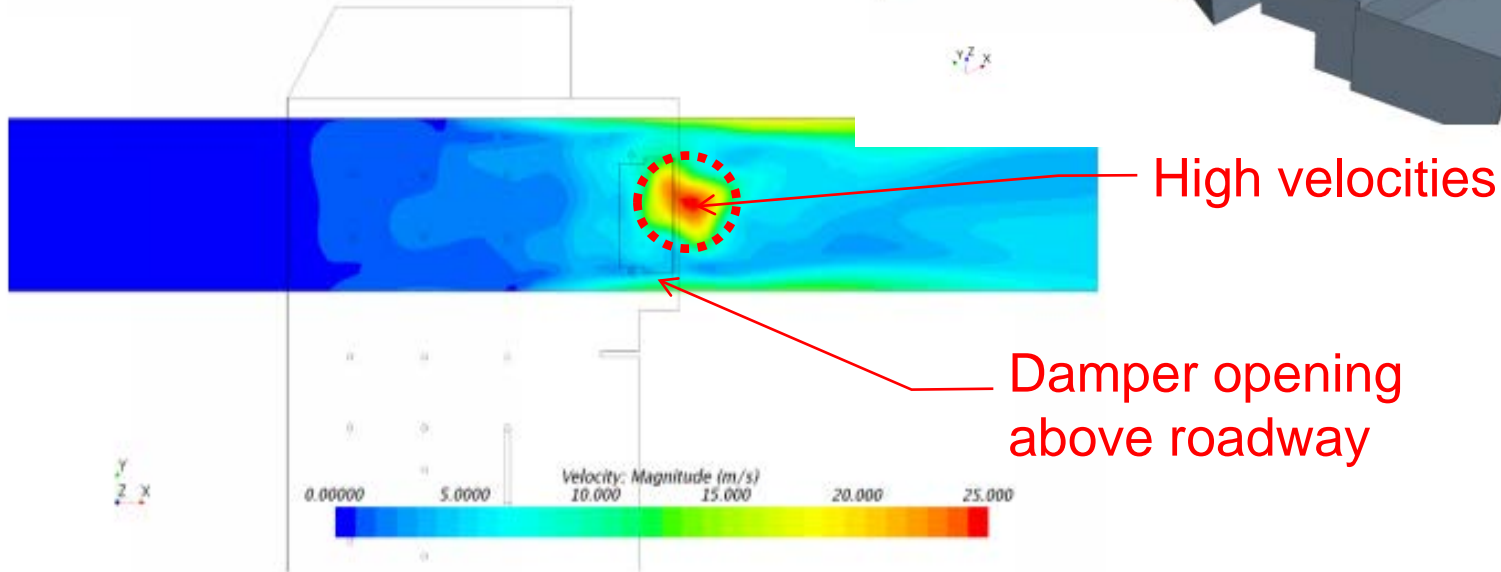 Y Z X
High velocities
Damper opening
above roadway
Y
Z X
Velocity: Magnitude (m/s)
0.00000 5.0000 10.000 15.000 20.000 25.000